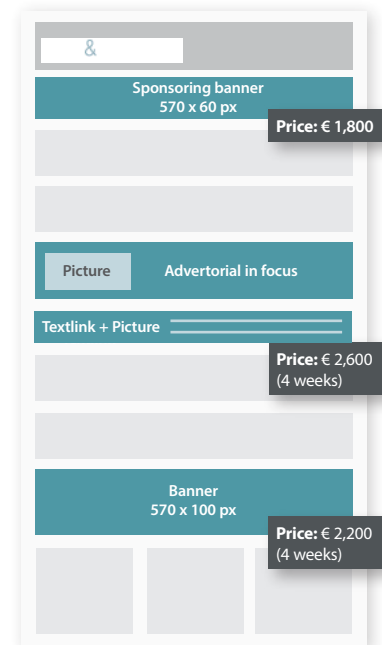 &
Sponsoring banner
570 x 60 px
Price: € 1,800
Picture
Advertorial in focus
Textlink + Picture
Price: € 2,600
(4 weeks)
Banner
570 x 100 px
Price: € 2,200
(4 weeks)